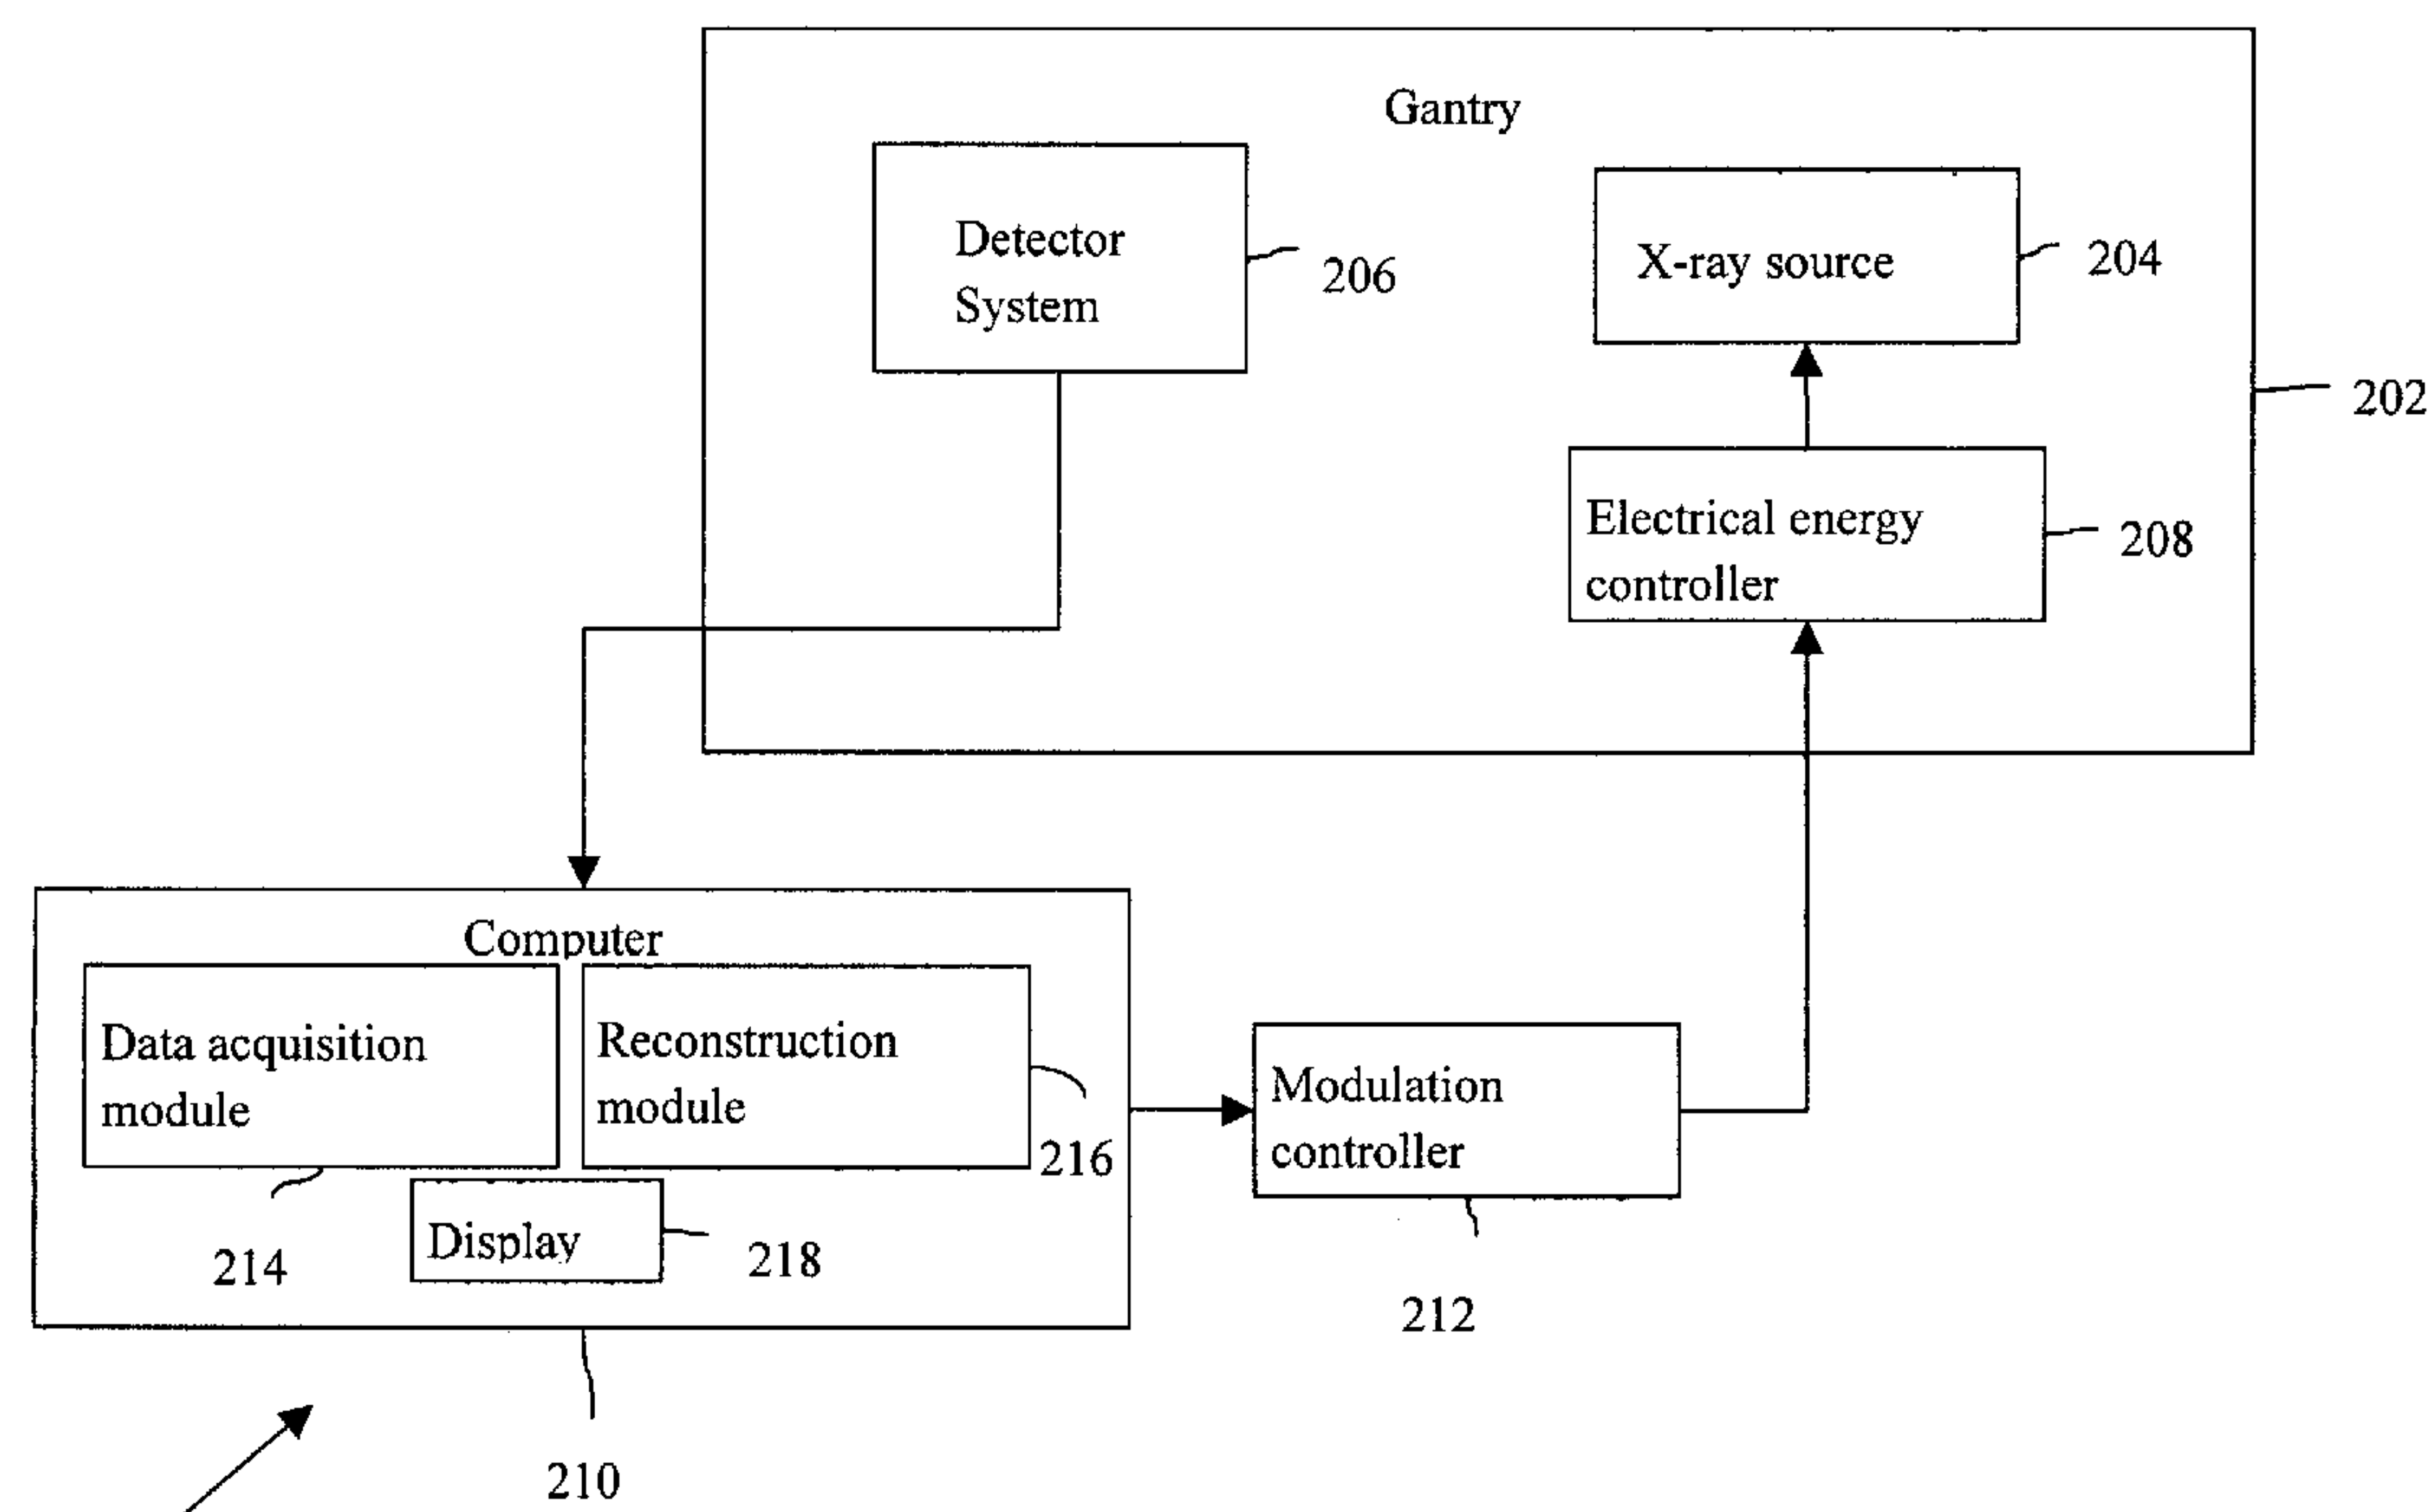 Gantry
Detector
System
206
X-ray source
204
202
Electrical energy
controller
208
Computer
Data acquisition
module
Reconstruction
module
216
214
Display
218
Modulation
controller
212
210